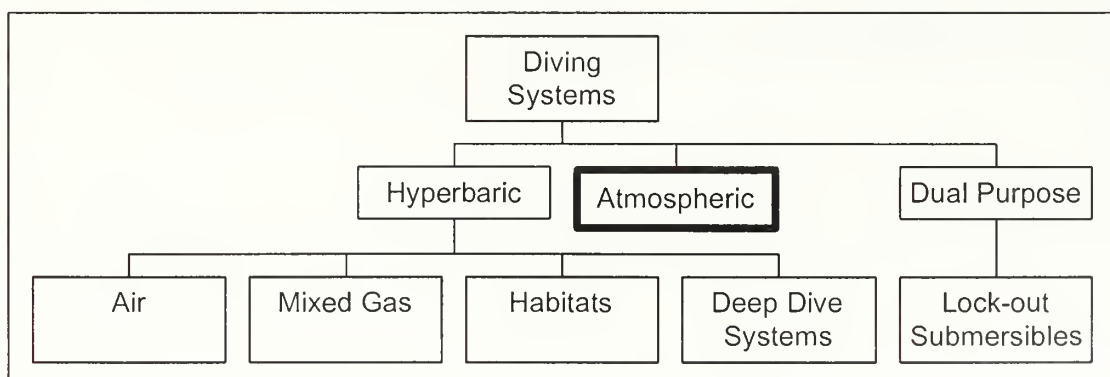 Diving
Systems
Hyperbaric
Atmospheric
Dual Purpose
Air
Mixed Gas
Habitats
Deep Dive
Systems
Lock-out
Submersibles